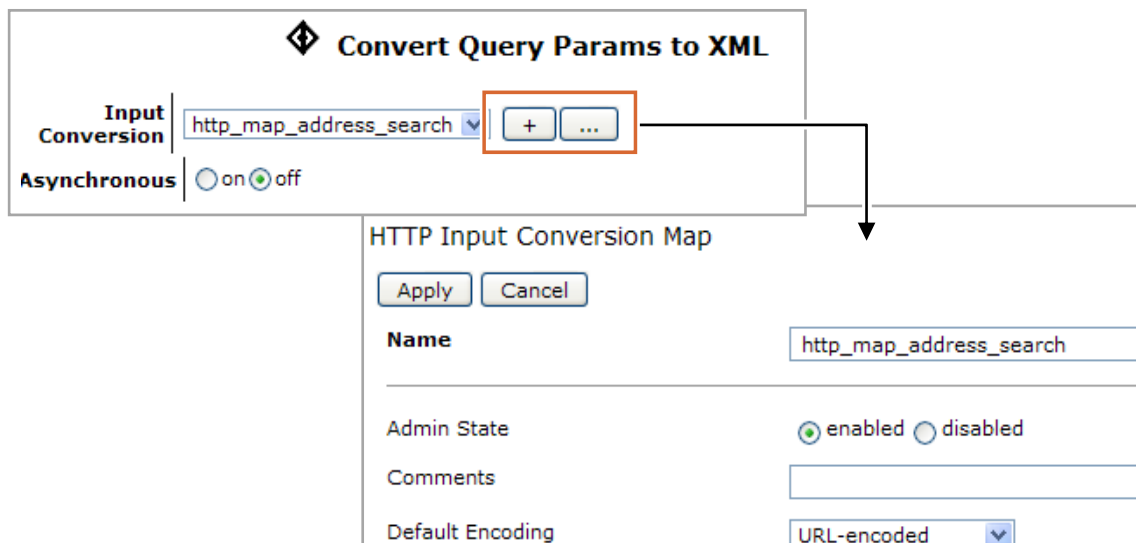 Convert Query Params to XML
Input
Conversion
http_map_address_search
+
...
Asynchronous
on off
HTTP Input Conversion Map
Apply Cancel
Name
http_map_address_search
Admin State
enabled disabled
Comments
Default Encoding
URL-encoded